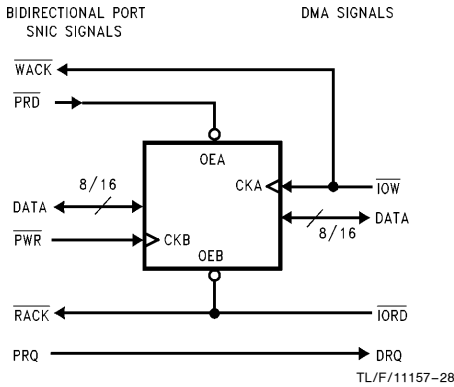 BIDIRECTIONAL PORT
SNIC SIGNALS
DMA SIGNALS
WACK
PRD
OEA
8/16
CKA
IOW
DATA
DATA
8/16
PWR
CKB
OEB
RACK
IORD
PRQ
DRQ
TL/F/11157-28